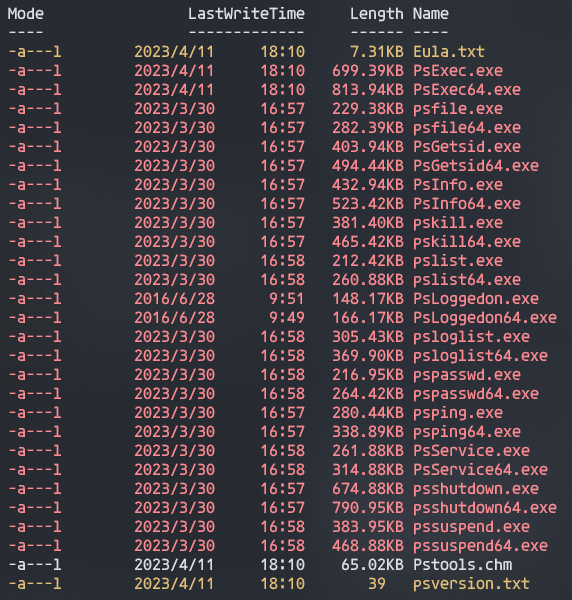 Mode LastWriteTime Length Name
---- ------------- ------ ----
-a---l 2023/4/11 18:10 7.31KB Eula.txt
-a---l 2023/4/11 18:10 699.39KB PsExec.exe
-a---l 2023/4/11 18:10 813.94KB PsExec64.exe
-a---l 2023/3/30 16:57 229.38KB psfile.exe
-a---l 2023/3/30 16:57 282.39KB psfile64.exe
-a---l 2023/3/30 16:57 403.94KB PsGetsid.exe
-a---l 2023/3/30 16:57 494.44KB PsGetsid64.exe
-a---l 2023/3/30 16:57 432.94KB PsInfo.exe
-a---l 2023/3/30 16:57 523.42KB PsInfo64.exe
-a---l 2023/3/30 16:57 381.40KB pskill.exe
-a---l 2023/3/30 16:57 465.42KB pskill64.exe
-a---l 2023/3/30 16:58 212.42KB pslist.exe
-a---l 2023/3/30 16:58 260.88KB pslist64.exe
-a---l 2016/6/28 9:51 148.17KB PsLoggedon.exe
-a---l 2016/6/28 9:49 166.17KB PsLoggedon64.exe
-a---l 2023/3/30 16:58 305.43KB psloglist.exe
-a---l 2023/3/30 16:58 369.90KB psloglist64.exe
-a---l 2023/3/30 16:58 216.95KB pspasswd.exe
-a---l 2023/3/30 16:58 264.42KB pspasswd64.exe
-a---l 2023/3/30 16:57 280.44KB psping.exe
-a---l 2023/3/30 16:57 338.89KB psping64.exe
-a---l 2023/3/30 16:58 261.88KB PsService.exe
-a---l 2023/3/30 16:58 314.88KB PsService64.exe
-a---l 2023/3/30 16:57 674.88KB psshutdown.exe
-a---l 2023/3/30 16:57 790.95KB psshutdown64.exe
-a---l 2023/3/30 16:58 383.95KB pssuspend.exe
-a---l 2023/3/30 16:58 468.88KB pssuspend64.exe
-a---l 2023/4/11 18:10 65.02KB Pstools.chm
-a---l 2023/4/11 18:10 39 psversion.txt